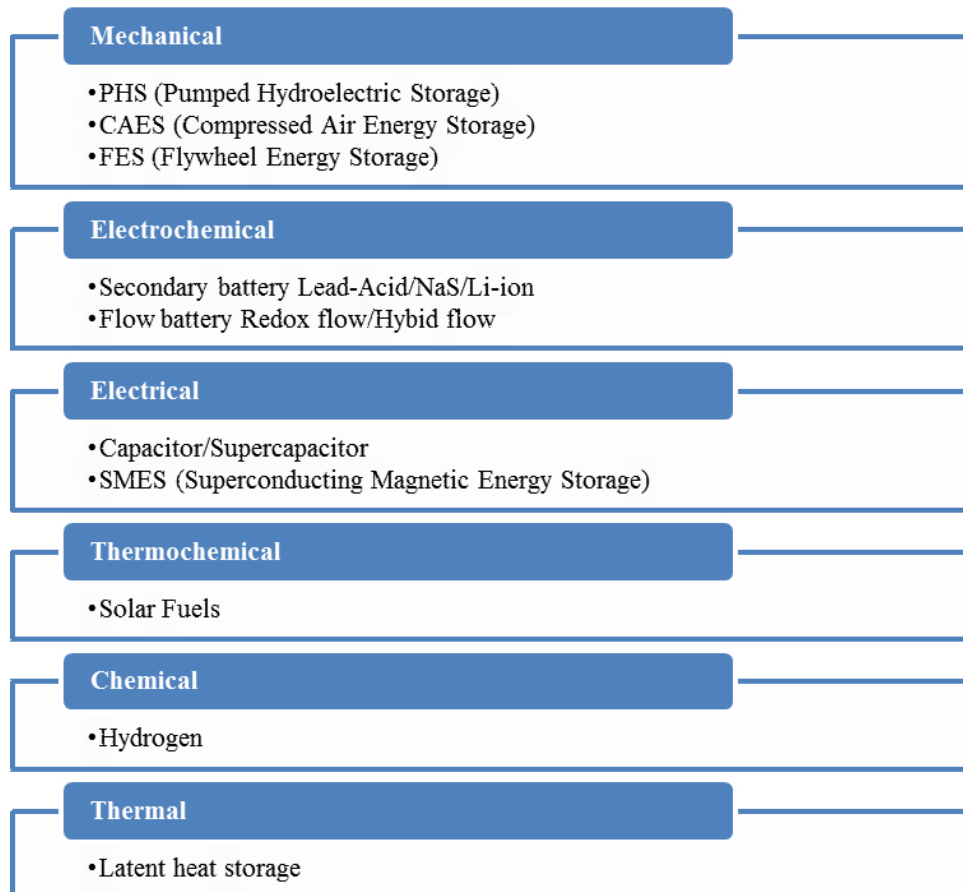 Mechanical
•PHS (Pumped Hydroelectric Storage)
•CAES (Compressed Air Energy Storage)
•FES (Flywheel Energy Storage)
Electrochemical
•Secondary battery Lead-Acid/NaS/Li-ion
•Flow battery Redox flow/Hybid flow
Electrical
•Capacitor/Supercapacitor
•SMES (Superconducting Magnetic Energy Storage)
Thermochemical
•Solar Fuels
Chemical
•Hydrogen
Thermal
•Latent heat storage